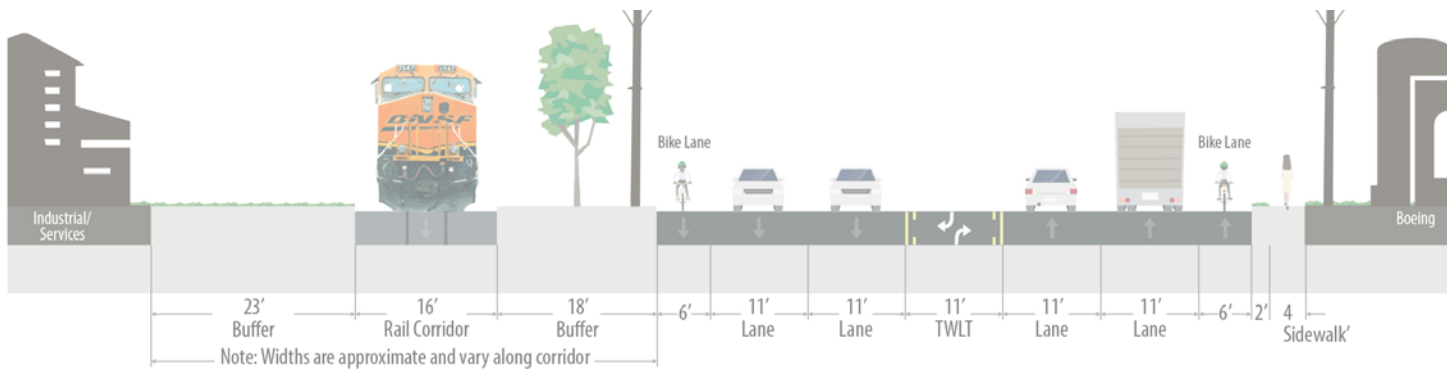 BNSF
Bike Lane
Bike Lane
Industrial/
Services
Boeing
23′
Buffer
16′
Rail Corridor
18′
Buffer
6′
11′
Lane
11′
Lane
11′
TWLT
11′
Lane
11′
Lane
6′
2′
4
Sidewalk′
Note: Widths are approximate and vary along corridor